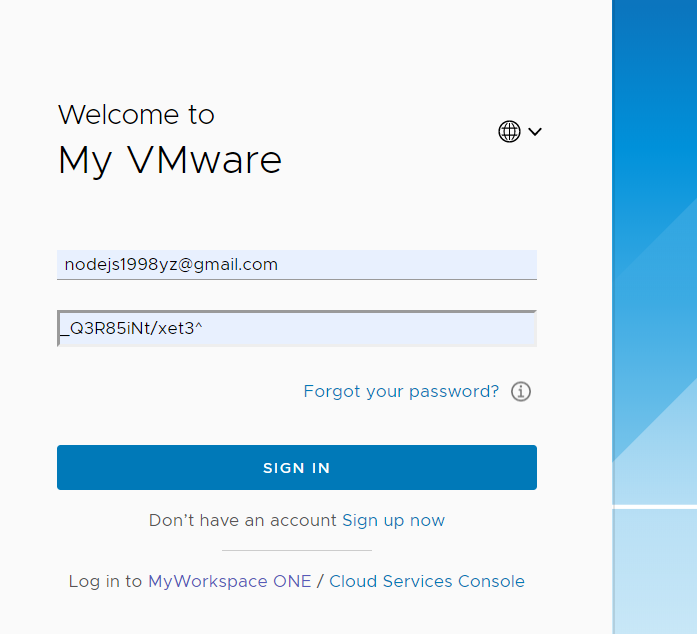 Welcome to
My VMware
nodejs1998yz@gmail.com
_Q3R85iNt/xet3^
Forgot your password?
SIGN IN
Don’t have an account Sign up now
Log in to MyWorkspace ONE / Cloud Services Console